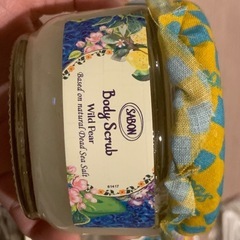 SABON
Body Scrub
Wild Pear
Based on natural Dead Sea Salt